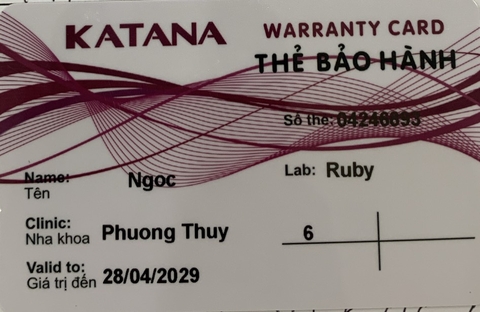 KATANA
WARRANTY CARD
THẺ BẢO HÀNH
Số thẻ: 04246695
Name:
Tên
Ngoc
Lab: Ruby
Clinic:
Nha khoa
Phuong Thuy
6
Valid to:
Giá trị đến
28/04/2029